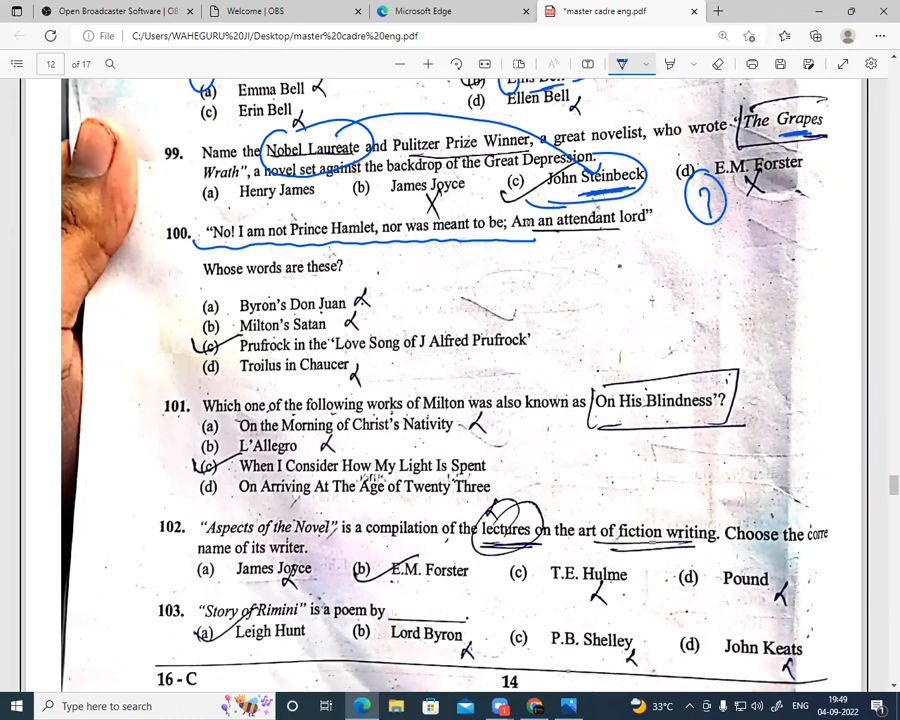 Open Broadcaster Software | OBS
Welcome | OBS
Microsoft Edge
*master cadre eng.pdf
File
C:/Users/WAHEGURU%20JI/Desktop/master%20cadre%20eng.pdf
12 of 17
(a) Emma Bell
(c) Erin Bell
(d) Ellen Bell
99. Name the Nobel Laureate and Pulitzer Prize Winner, a great novelist, who wrote "The Grapes
Wrath", a novel set against the backdrop of the Great Depression.
(a) Henry James (b) James Joyce (c) John Steinbeck (d) E.M. Forster
?
100. "No! I am not Prince Hamlet, nor was meant to be; Am an attendant lord"
Whose words are these?
(a) Byron's Don Juan
(b) Milton's Satan
(c) Prufrock in the 'Love Song of J Alfred Prufrock'
(d) Troilus in Chaucer
101. Which one of the following works of Milton was also known as 'On His Blindness'?
(a) On the Morning of Christ's Nativity
(b) L'Allegro
(c) When I Consider How My Light Is Spent
(d) On Arriving At The Age of Twenty Three
102. "Aspects of the Novel" is a compilation of the lectures on the art of fiction writing. Choose the corre
name of its writer.
(a) James Joyce (b) E.M. Forster (c) T.E. Hulme (d) Pound
103. "Story of Rimini" is a poem by ________.
(a) Leigh Hunt (b) Lord Byron (c) P.B. Shelley (d) John Keats
16 - C 14
Type here to search
33°C
19:49
04-09-2022